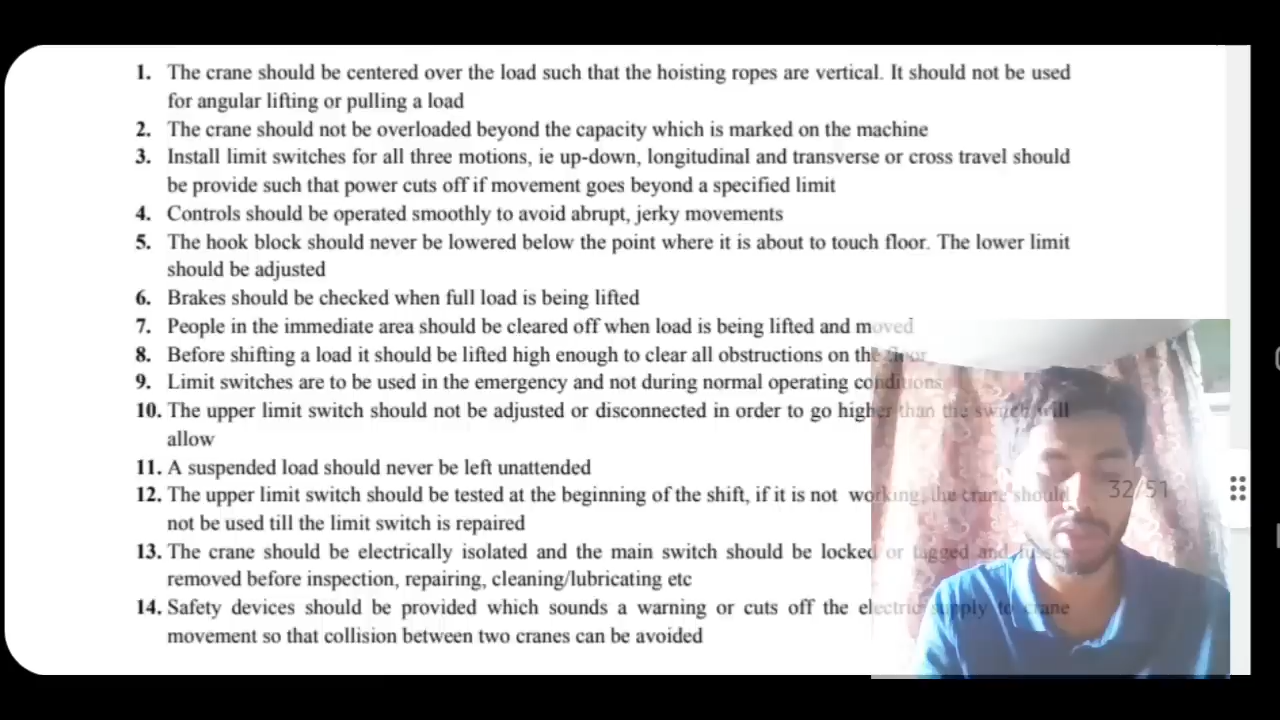 1. The crane should be centered over the load such that the hoisting ropes are vertical. It should not be used
for angular lifting or pulling a load
2. The crane should not be overloaded beyond the capacity which is marked on the machine
3. Install limit switches for all three motions, ie up-down, longitudinal and transverse or cross travel should
be provide such that power cuts off if movement goes beyond a specified limit
4. Controls should be operated smoothly to avoid abrupt, jerky movements
5. The hook block should never be lowered below the point where it is about to touch floor. The lower limit
should be adjusted
6. Brakes should be checked when full load is being lifted
7. People in the immediate area should be cleared off when load is being lifted and moved
8. Before shifting a load it should be lifted high enough to clear all obstructions on the floor
9. Limit switches are to be used in the emergency and not during normal operating conditions
10. The upper limit switch should not be adjusted or disconnected in order to go higher than the switch will
allow
11. A suspended load should never be left unattended
12. The upper limit switch should be tested at the beginning of the shift, if it is not working, the crane should
32/51
not be used till the limit switch is repaired
13. The crane should be electrically isolated and the main switch should be locked or tagged and
removed before inspection, repairing, cleaning/lubricating etc
14. Safety devices should be provided which sounds a warning or cuts off the electric supply to crane
movement so that collision between two cranes can be avoided